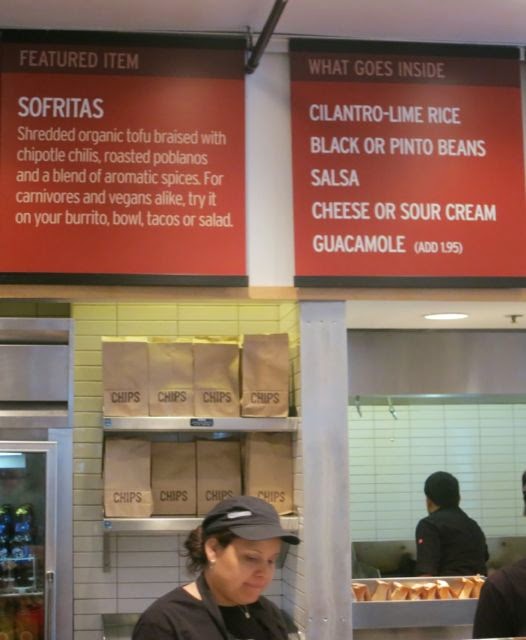 FEATURED ITEM
SOFRITAS
Shredded organic tofu braised with
chipotle chilis, roasted poblanos
and a blend of aromatic spices. For
carnivores and vegans alike, try it
on your burrito, bowl, tacos or salad.
WHAT GOES INSIDE
CILANTRO-LIME RICE
BLACK OR PINTO BEANS
SALSA
CHEESE OR SOUR CREAM
GUACAMOLE (ADD 1.95)
CHIPS CHIPS CHIPS CHIPS
CHIPS CHIPS CHIPS CHIPS